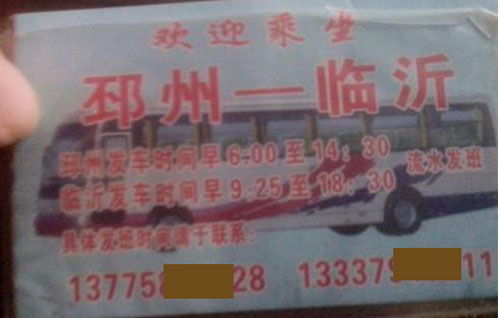 欢迎乘坐
邳州—临沂
邳州发车时间早6:00至14:30
临沂发车时间早9:25至18:30 流水发班
具体发班时间请于联系:
13775 28 13337 11